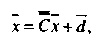 x̄ = C̿x̄ + d̄,